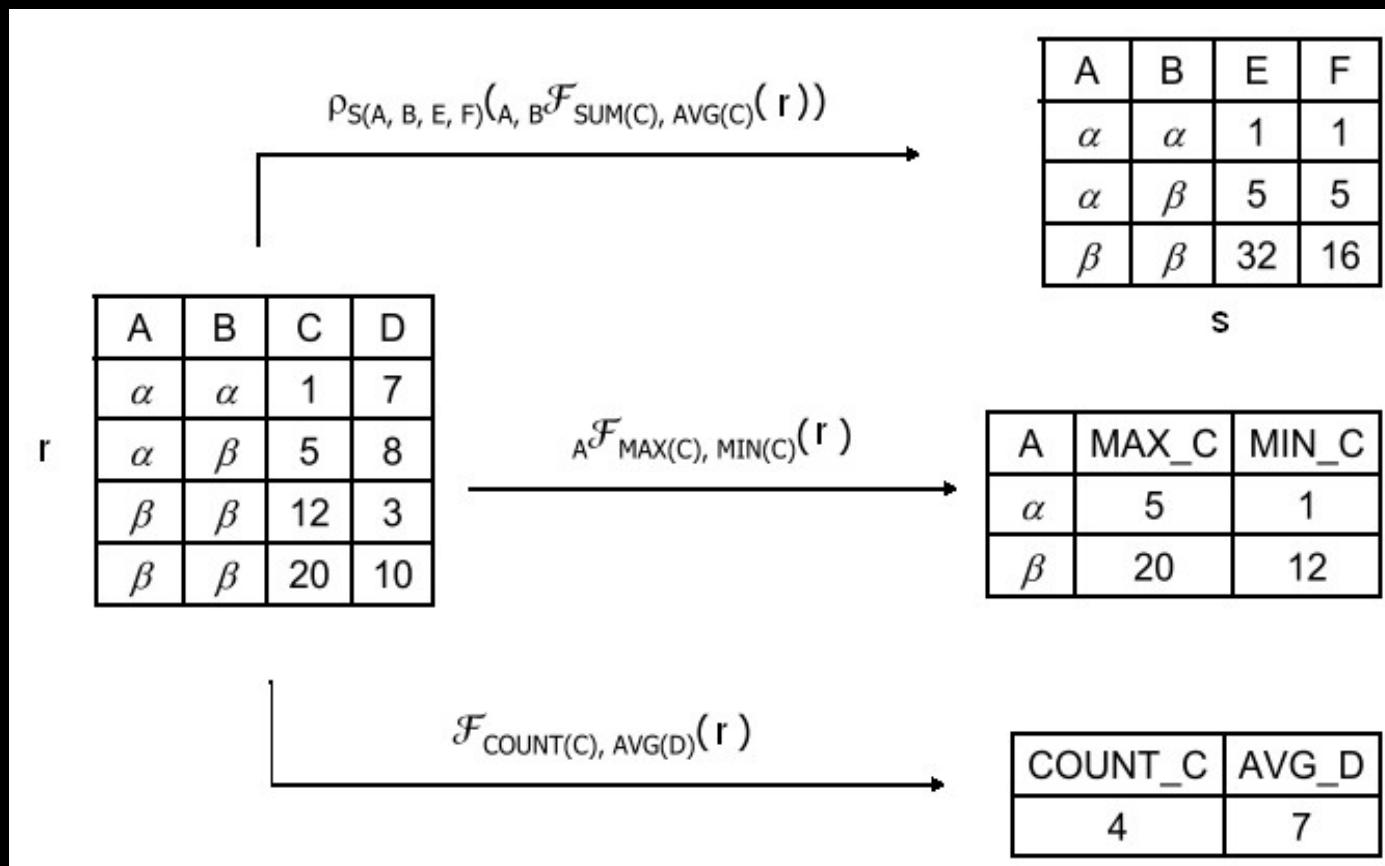 ρS(A, B, E, F)(A, BℱSUM(C), AVG(C)(r))
A B E F
α α 1 1
α β 5 5
β β 32 16
s
r
A B C D
α α 1 7
α β 5 8
β β 12 3
β β 20 10
AℱMAX(C), MIN(C)(r)
A MAX_C MIN_C
α 5 1
β 20 12
ℱCOUNT(C), AVG(D)(r)
COUNT_C AVG_D
4 7